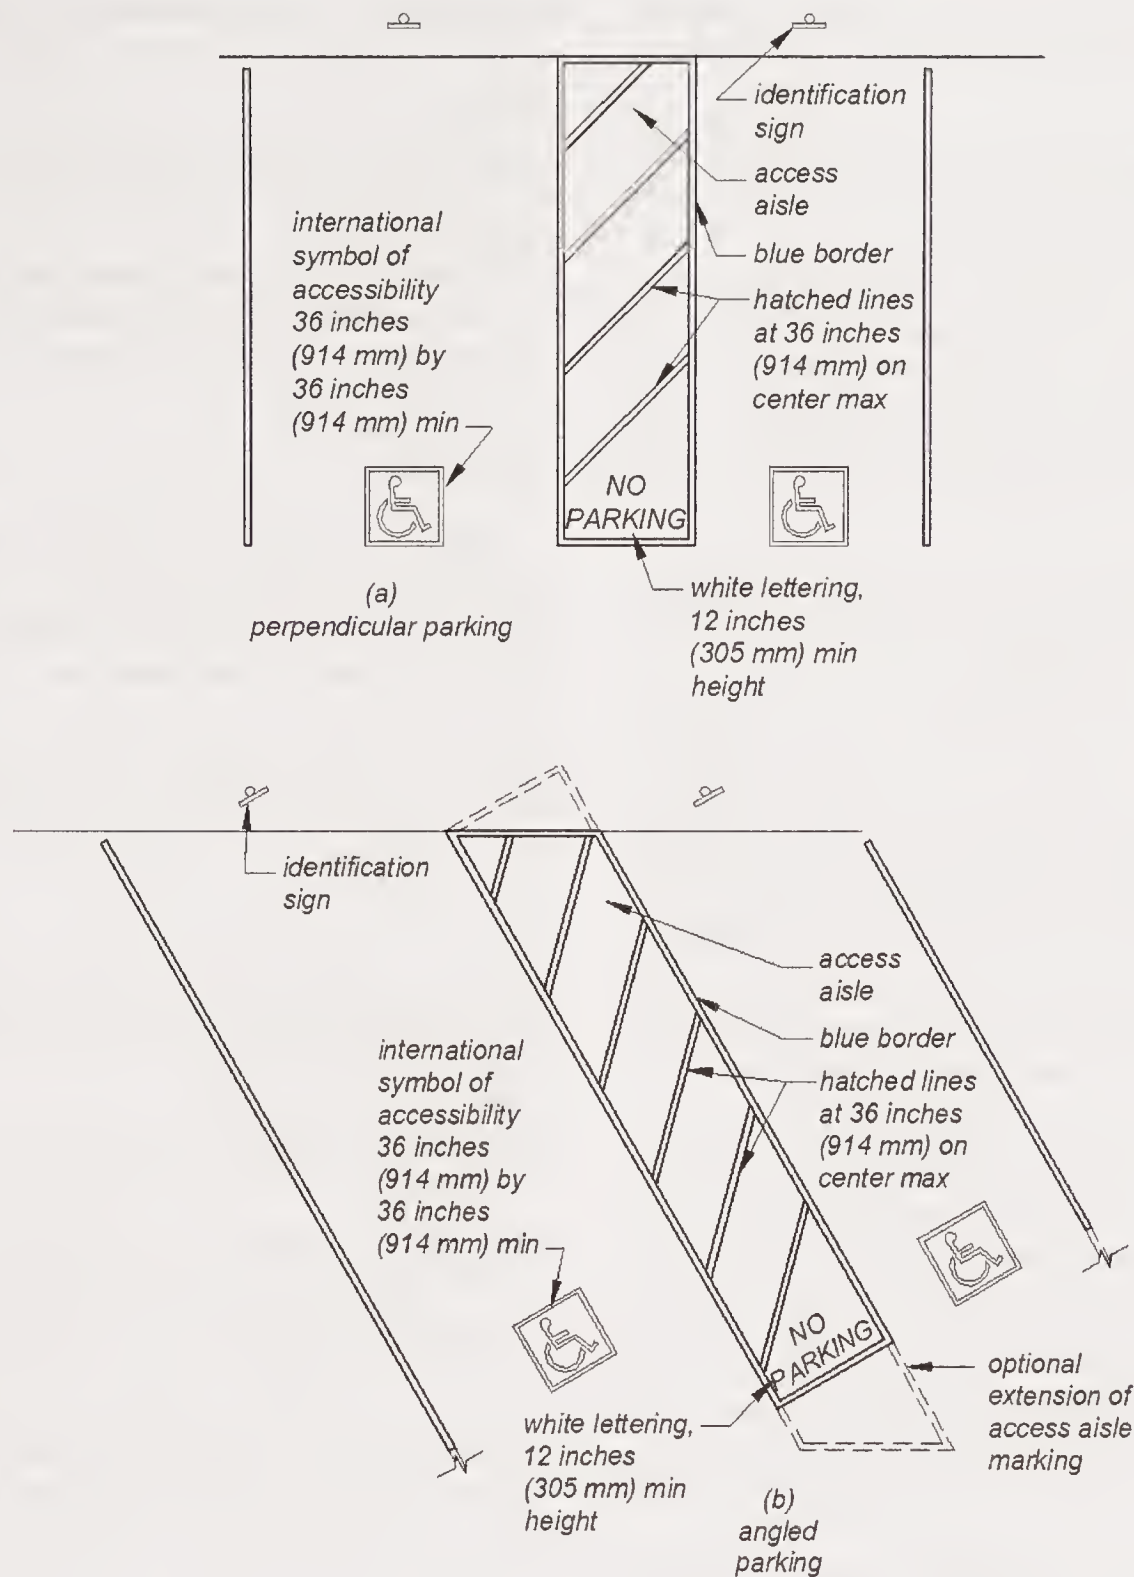 identification
sign
access
aisle
blue border
hatched lines
at 36 inches
(914 mm) on
center max
international
symbol of
accessibility
36 inches
(914 mm) by
36 inches
(914 mm) min
NO
PARKING
white lettering,
12 inches
(305 mm) min
height
(a)
perpendicular parking
identification
sign
access
aisle
blue border
hatched lines
at 36 inches
(914 mm) on
center max
international
symbol of
accessibility
36 inches
(914 mm) by
36 inches
(914 mm) min
NO
PARKING
optional
extension of
access aisle
marking
white lettering,
12 inches
(305 mm) min
height
(b)
angled
parking